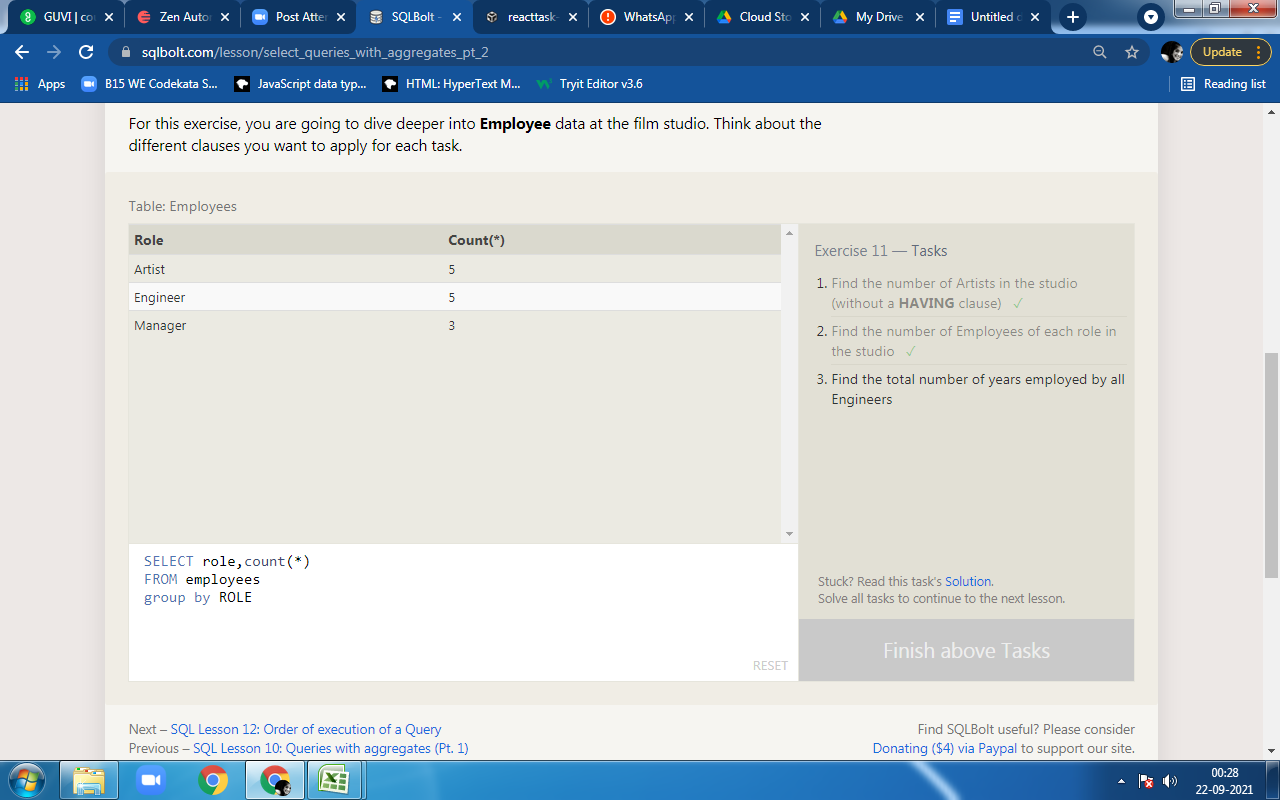 GUVI | co
Zen Auto
Post Atte
SQLBolt -
reacttask-
WhatsApp
Cloud Sto
My Drive
Untitled d
sqlbolt.com/lesson/select_queries_with_aggregates_pt_2
Update
Apps
B15 WE Codekata S...
JavaScript data typ...
HTML: HyperText M...
Tryit Editor v3.6
Reading list
For this exercise, you are going to dive deeper into Employee data at the film studio. Think about the
different clauses you want to apply for each task.
Table: Employees
Role Count(*)
Artist 5
Engineer 5
Manager 3
Exercise 11 — Tasks
1. Find the number of Artists in the studio
(without a HAVING clause) ✓
2. Find the number of Employees of each role in
the studio ✓
3. Find the total number of years employed by all
Engineers
SELECT role,count(*)
FROM employees
group by ROLE
RESET
Stuck? Read this task's Solution.
Solve all tasks to continue to the next lesson.
Finish above Tasks
Next – SQL Lesson 12: Order of execution of a Query
Previous – SQL Lesson 10: Queries with aggregates (Pt. 1)
Find SQLBolt useful? Please consider
Donating ($4) via Paypal to support our site.
00:28
22-09-2021